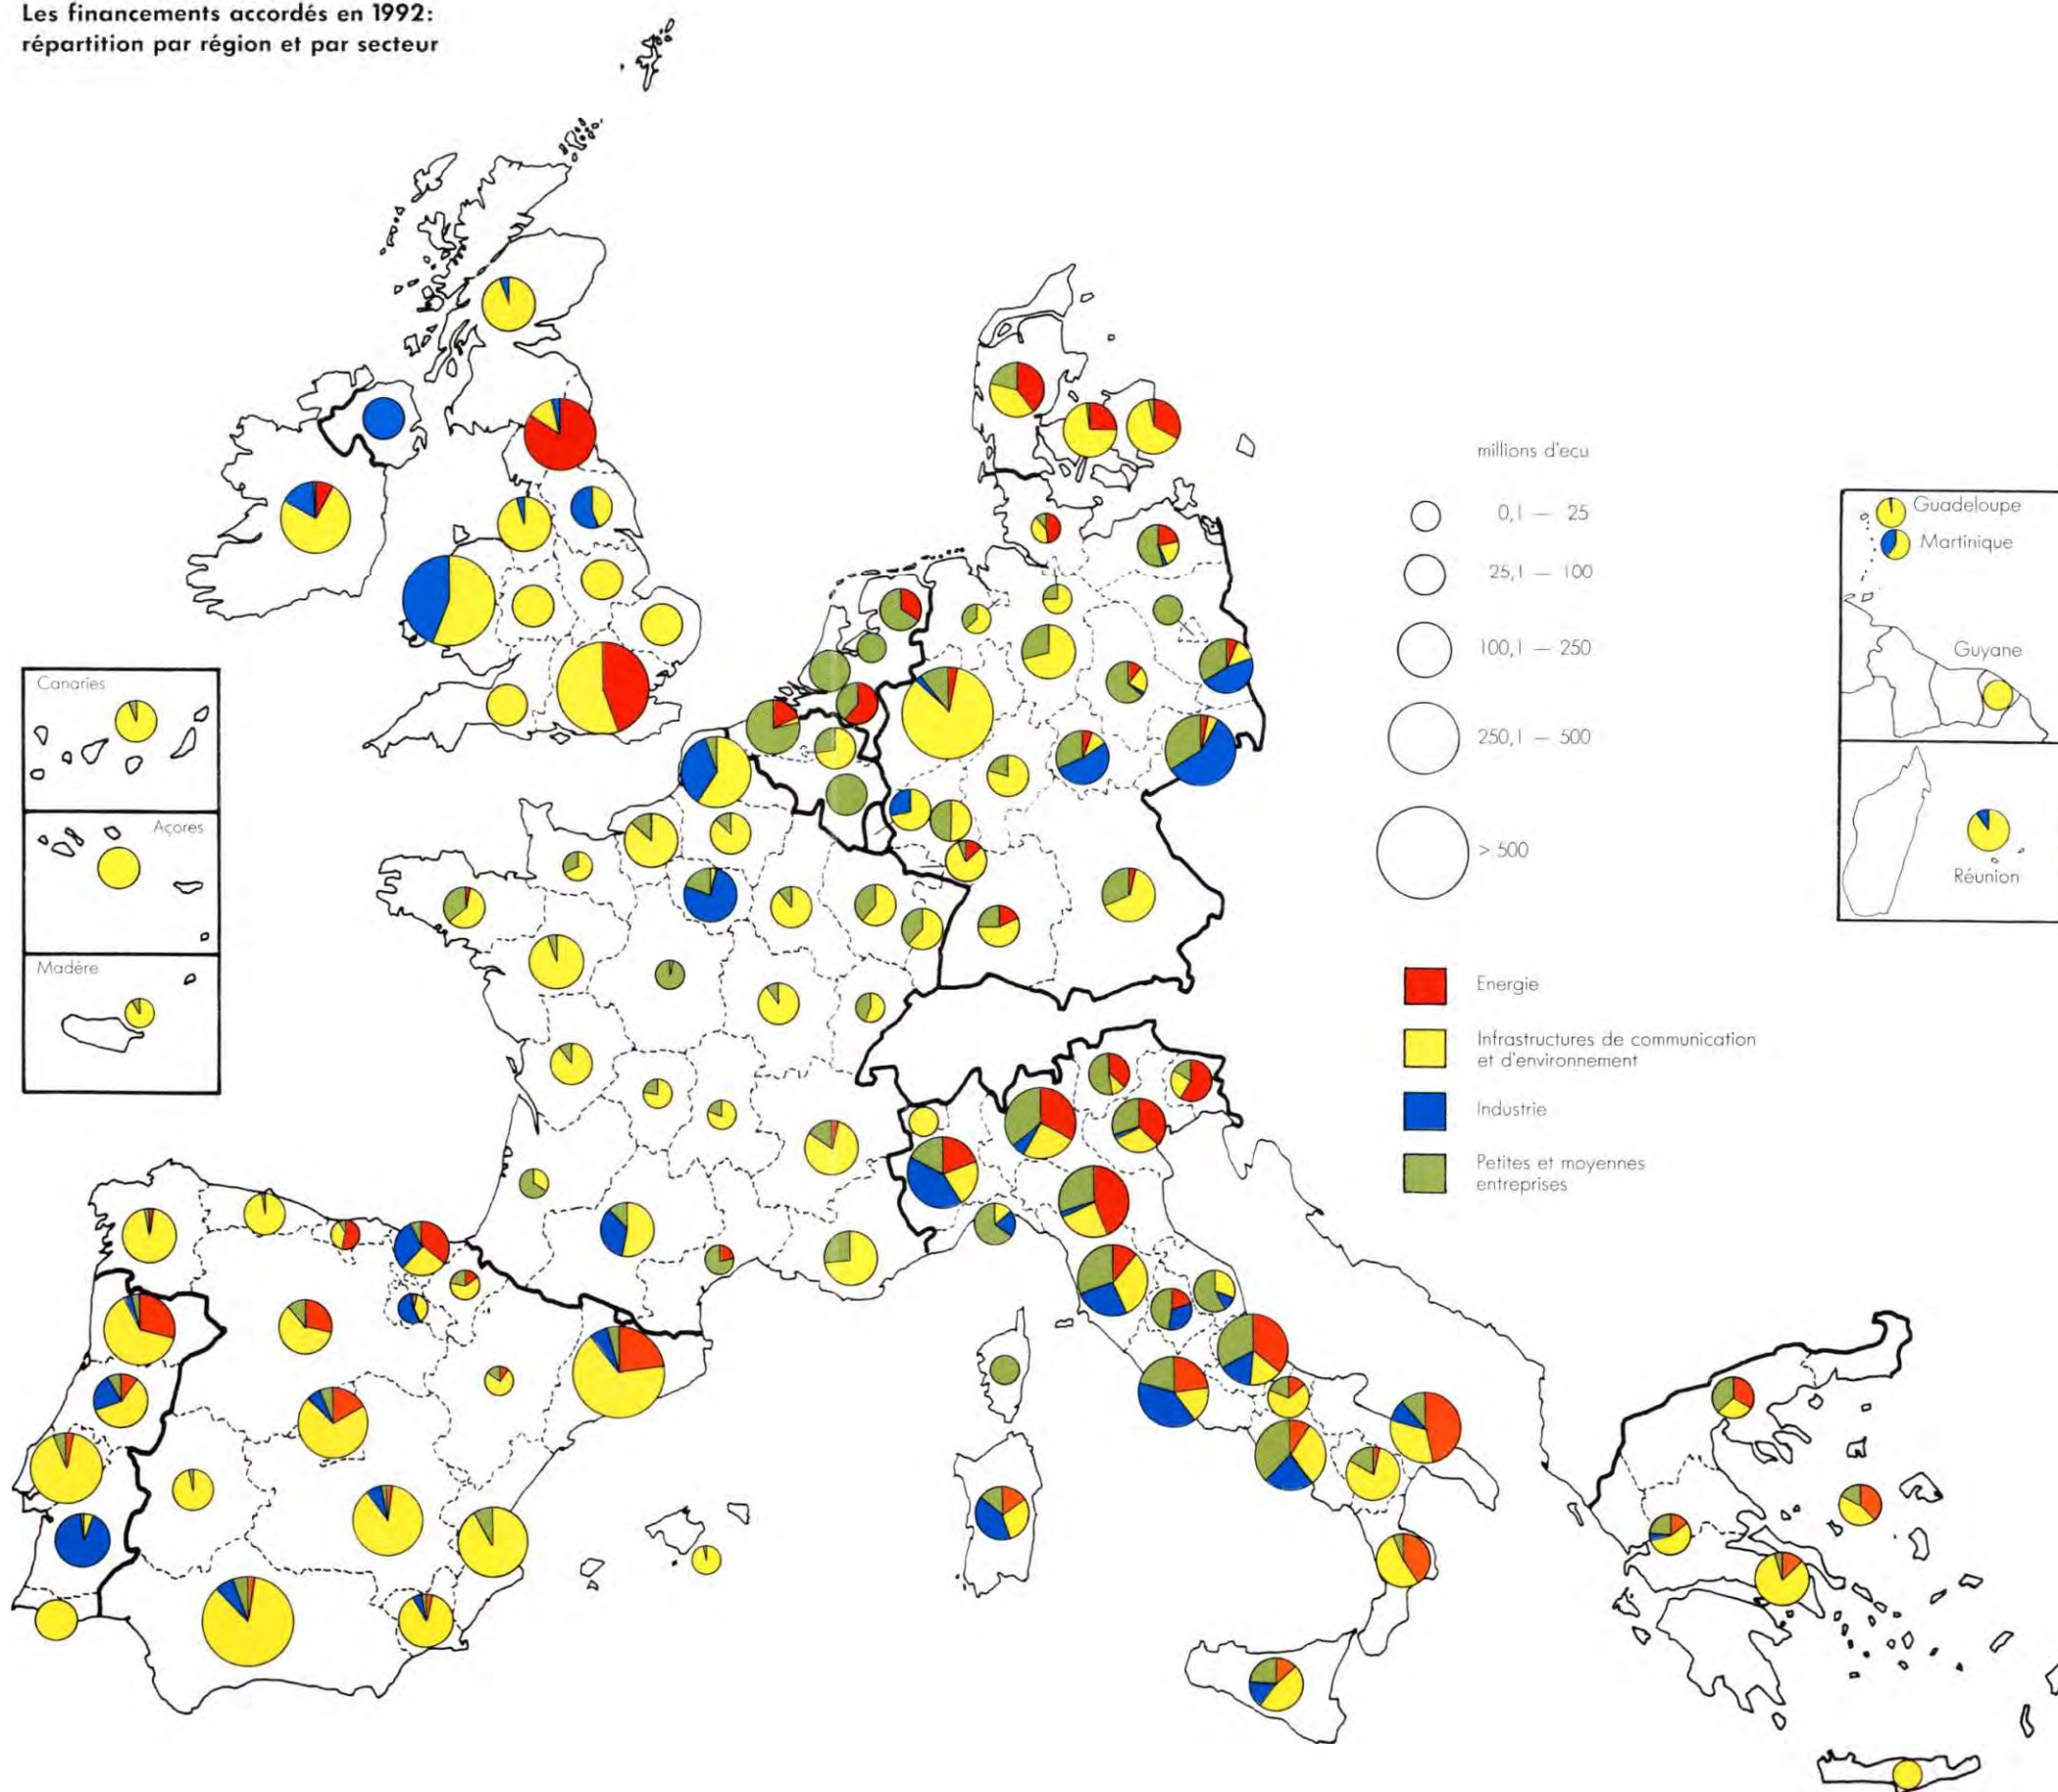 Les financements accordés en 1992:
répartition par région et par secteur
millions d'ecu
0,1 — 25
25,1 — 100
100,1 — 250
250,1 — 500
> 500
Energie
Infrastructures de communication
et d'environnement
Industrie
Petites et moyennes
entreprises
Canaries
Açores
Madère
Guadeloupe
Martinique
Guyane
Réunion